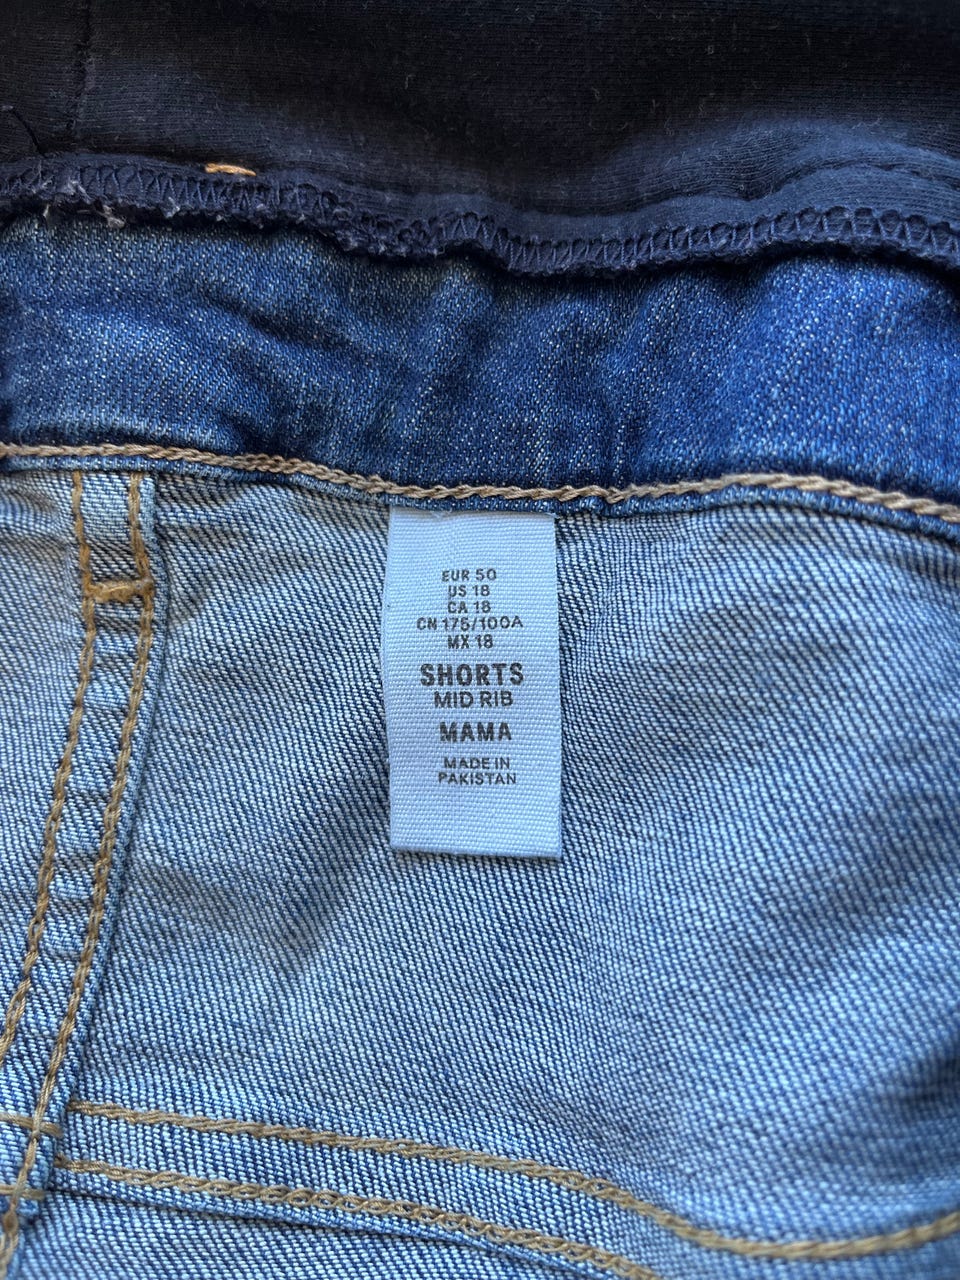 EUR 50
US 18
CA 18
CN 175/100A
MX 18
SHORTS
MID RIB
MAMA
MADE IN
PAKISTAN